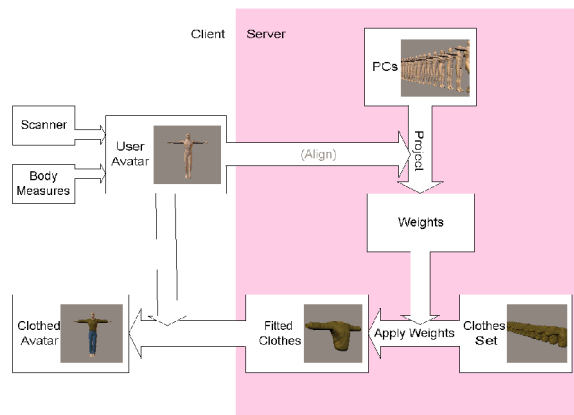 Client Server
PCs
Scanner
User
Avatar
(Align)
Project
Body
Measures
Weights
Clothed
Avatar
Fitted
Clothes
Apply Weights
Clothes
Set